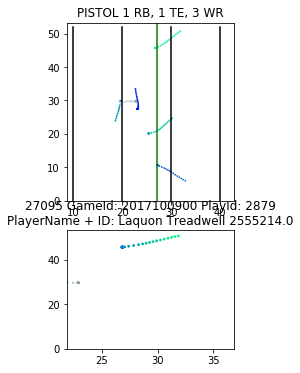 PISTOL 1 RB, 1 TE, 3 WR
50
40
30
20
10
0
10 20 30 40
27095 GameId: 2017100900 PlayId: 2879
PlayerName + ID: Laquon Treadwell 2555214.0
40
20
0
25 30 35